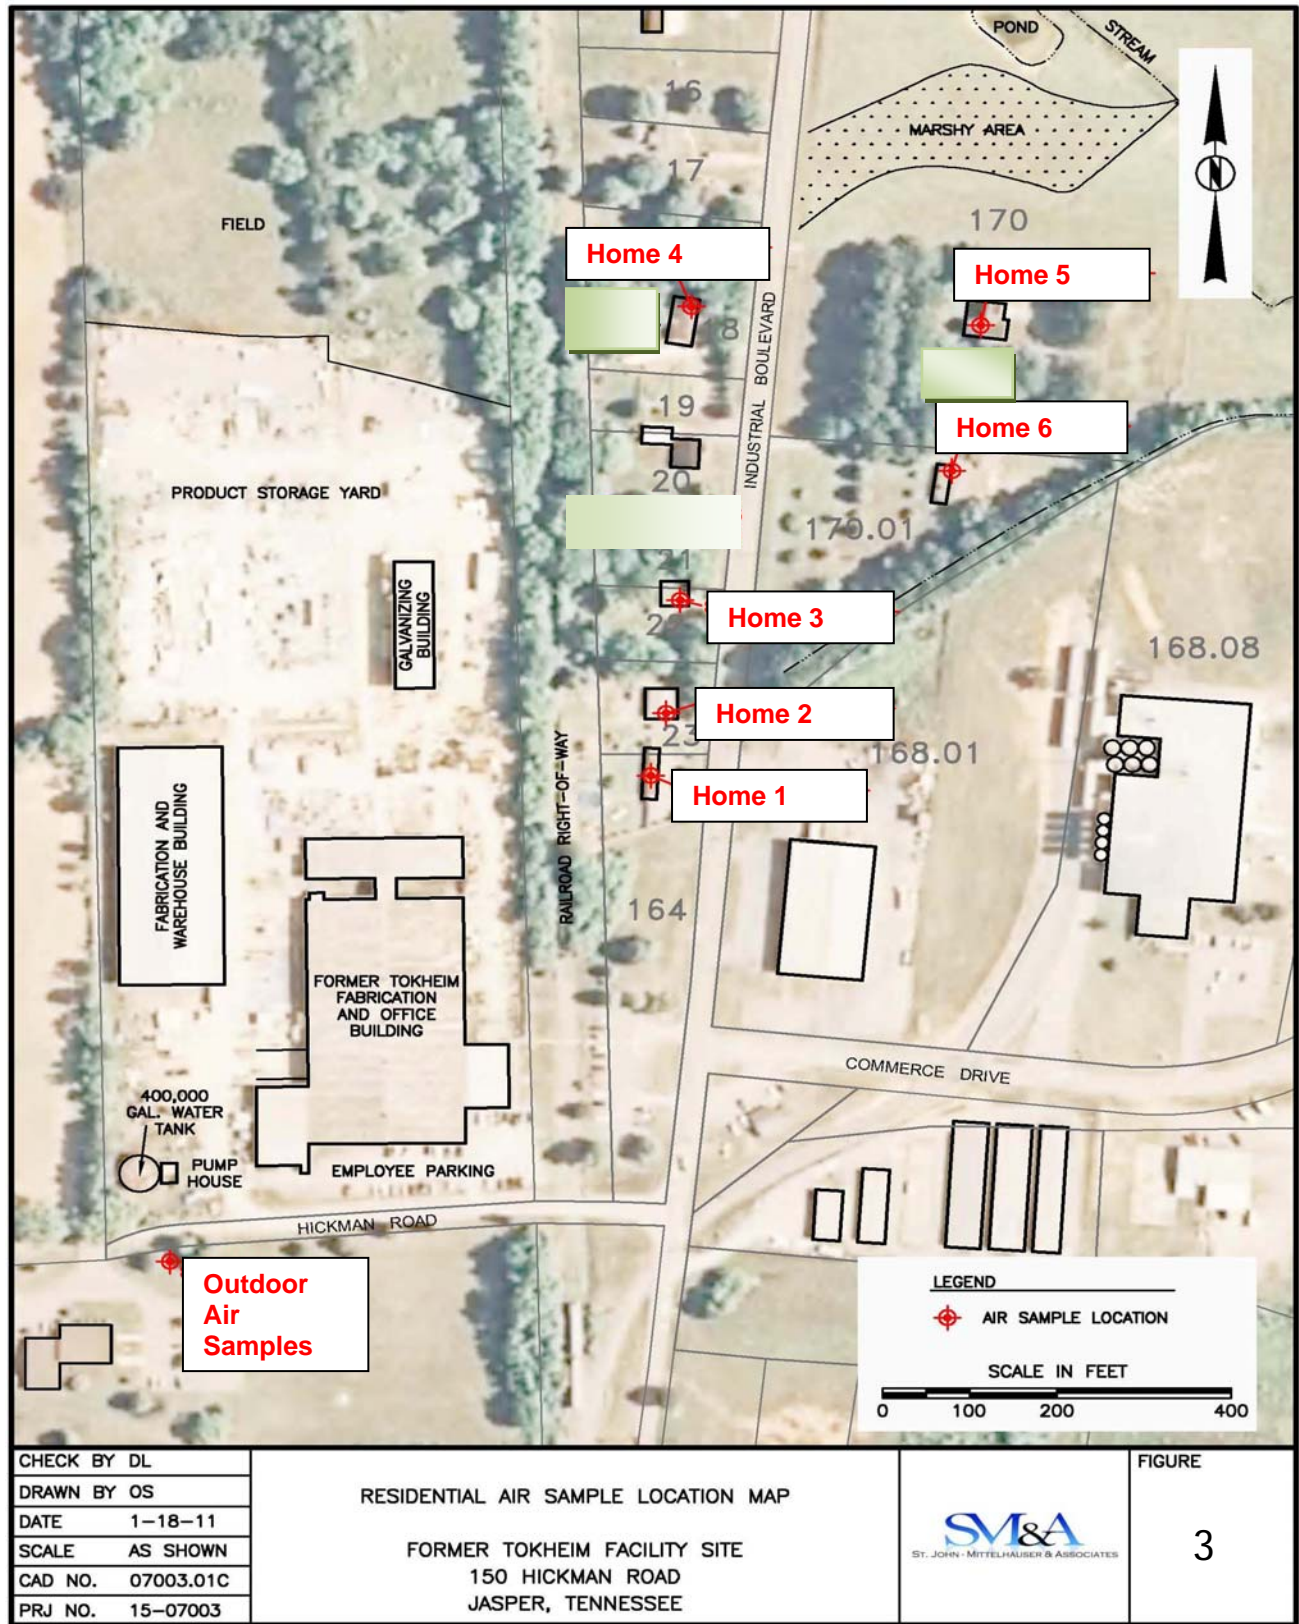 POND
STREAM
16
MARSHY AREA
17
170
FIELD
Home 4
Home 5
N
8
INDUSTRIAL BOULEVARD
19
Home 6
20
PRODUCT STORAGE YARD
170.01
21
GALVANIZING
BUILDING
Home 3
168.08
Home 2
23
168.01
RAILROAD RIGHT-OF-WAY
Home 1
FABRICATION AND
WAREHOUSE BUILDING
164
FORMER TOKHEIM
FABRICATION
AND OFFICE
BUILDING
COMMERCE DRIVE
400,000
GAL. WATER
TANK
PUMP
HOUSE
EMPLOYEE PARKING
HICKMAN ROAD
Outdoor
Air
Samples
LEGEND
AIR SAMPLE LOCATION
SCALE IN FEET
0 100 200 400
CHECK BY DL
DRAWN BY OS
DATE 1-18-11
SCALE AS SHOWN
CAD NO. 07003.01C
PRJ NO. 15-07003
RESIDENTIAL AIR SAMPLE LOCATION MAP
FORMER TOKHEIM FACILITY SITE
150 HICKMAN ROAD
JASPER, TENNESSEE
SM&A
ST. JOHN - MITTELHAUSER & ASSOCIATES
FIGURE
3